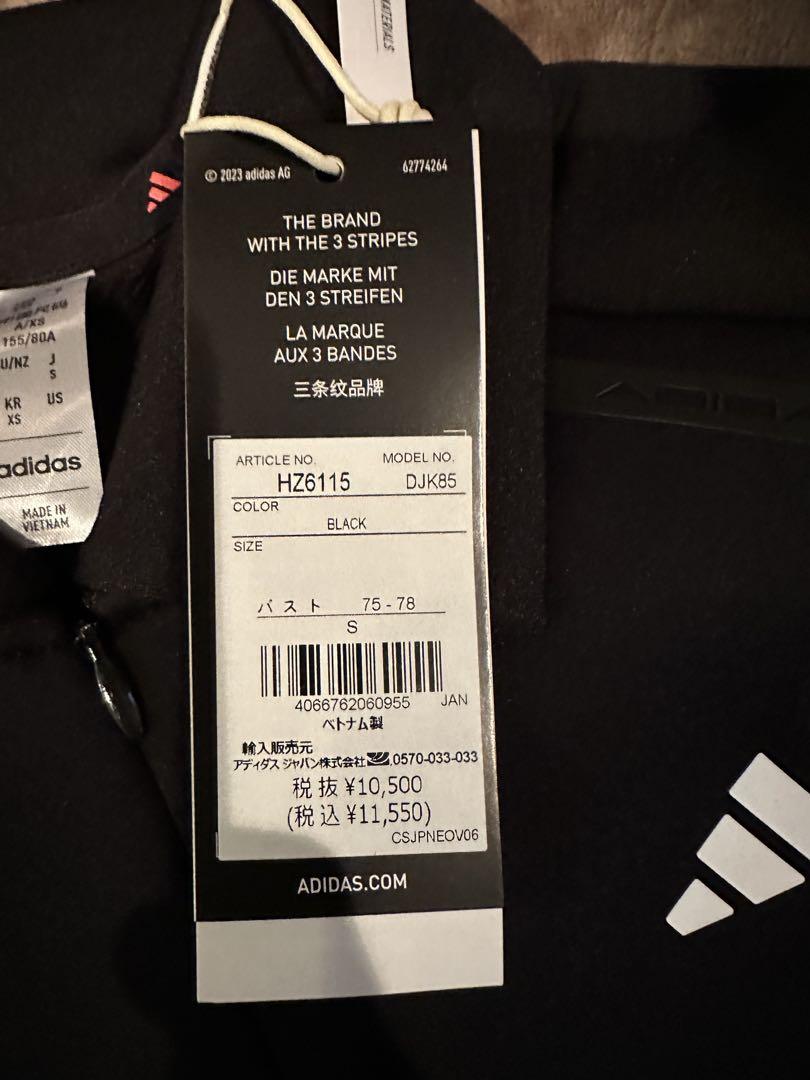 MATERIALS
© 2023 adidas AG
62774264
THE BRAND
WITH THE 3 STRIPES
DIE MARKE MIT
DEN 3 STREIFEN
LA MARQUE
AUX 3 BANDES
三条纹品牌
ARTICLE NO.
MODEL NO.
HZ6115
DJK85
COLOR
BLACK
SIZE
バスト 75-78
S
4066762060955
JAN
ベトナム製
輸入販売元
アディダス ジャパン株式会社
0570-033-033
税抜 ¥10,500
(税込 ¥11,550)
CSJPNEOV06
ADIDAS.COM
A/XS
155/80A
U/NZ
J
S
KR
US
XS
adidas
MADE IN
VIETNAM